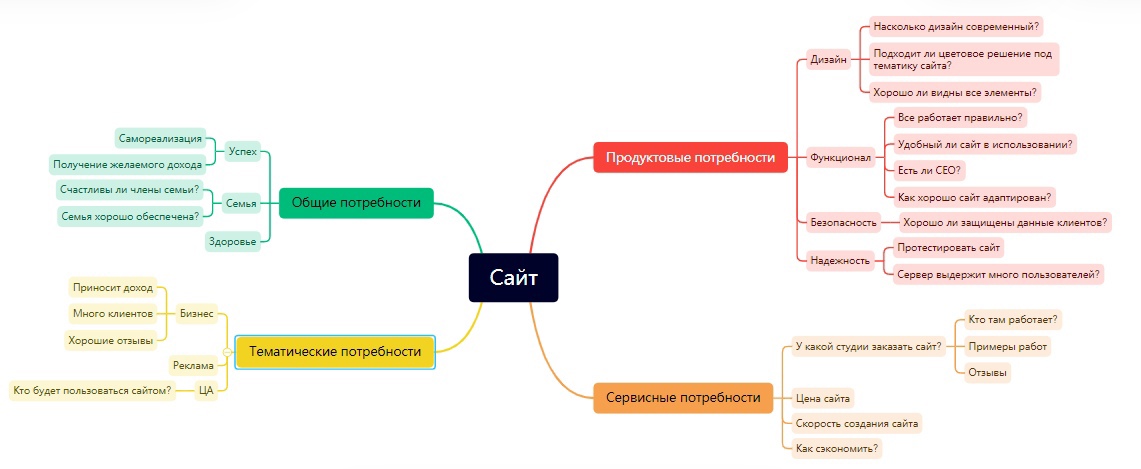 Сайт
Продуктовые потребности
Дизайн
Насколько дизайн современный?
Подходит ли цветовое решение под
тематику сайта?
Хорошо ли видны все элементы?
Функционал
Все работает правильно?
Удобный ли сайт в использовании?
Есть ли СЕО?
Как хорошо сайт адаптирован?
Безопасность
Хорошо ли защищены данные клиентов?
Надежность
Протестировать сайт
Сервер выдержит много пользователей?
Сервисные потребности
У какой студии заказать сайт?
Кто там работает?
Примеры работ
Отзывы
Цена сайта
Скорость создания сайта
Как сэкономить?
Общие потребности
Успех
Самореализация
Получение желаемого дохода
Семья
Счастливы ли члены семьи?
Семья хорошо обеспечена?
Здоровье
Тематические потребности
Бизнес
Приносит доход
Много клиентов
Хорошие отзывы
Реклама
ЦА
Кто будет пользоваться сайтом?